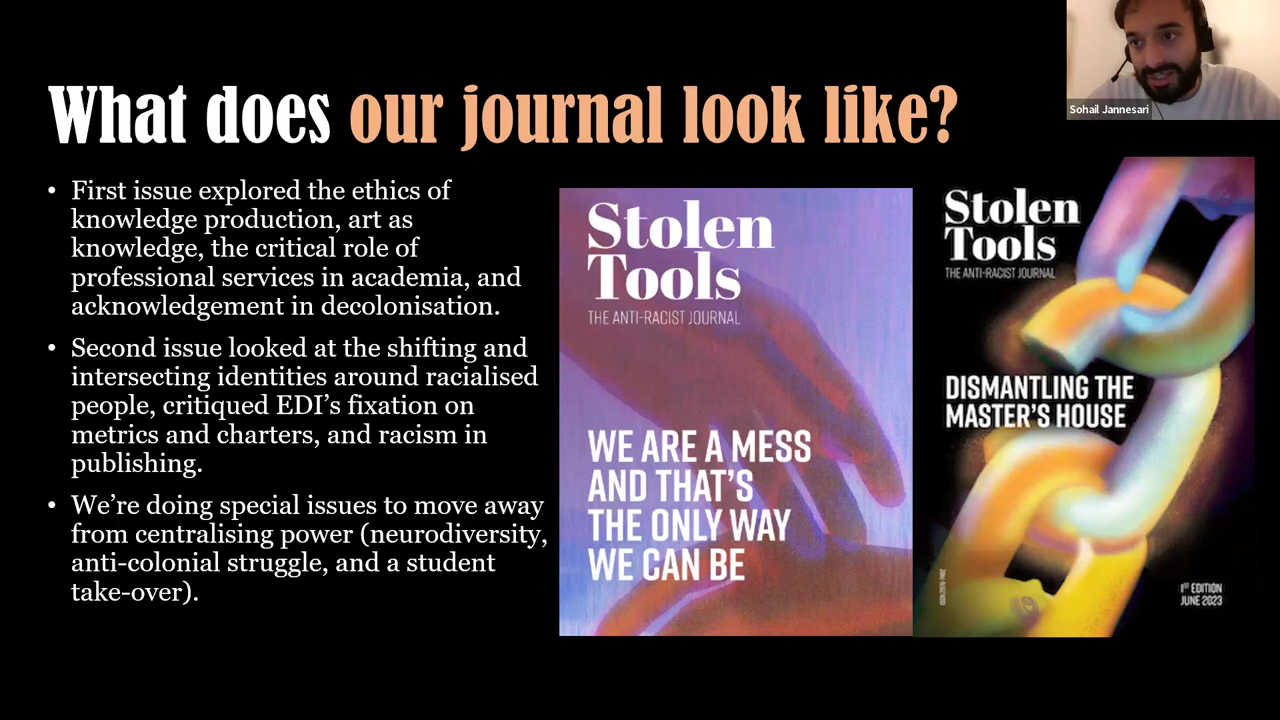 What does our journal look like?
Sohail Jannesari
• First issue explored the ethics of
knowledge production, art as
knowledge, the critical role of
professional services in academia, and
acknowledgement in decolonisation.
• Second issue looked at the shifting and
intersecting identities around racialised
people, critiqued EDI’s fixation on
metrics and charters, and racism in
publishing.
• We’re doing special issues to move away
from centralising power (neurodiversity,
anti-colonial struggle, and a student
take-over).
Stolen
Tools
THE ANTI-RACIST JOURNAL
WE ARE A MESS
AND THAT’S
THE ONLY WAY
WE CAN BE
Stolen
Tools
THE ANTI-RACIST JOURNAL
DISMANTLING THE
MASTER’S HOUSE
1ST EDITION
JUNE 2023